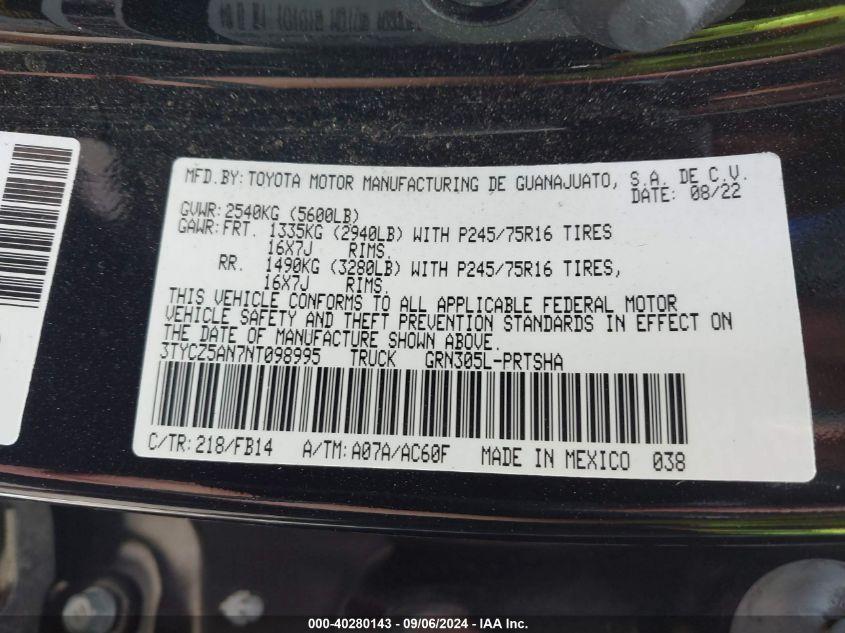 MFD.BY: TOYOTA MOTOR MANUFACTURING DE GUANAJUATO, S.A. DE C.V.
DATE: 08/22
GVWR: 2540KG (5600LB)
GAWR: FRT. 1335KG (2940LB) WITH P245/75R16 TIRES
16X7J RIMS.
RR. 1490KG (3280LB) WITH P245/75R16 TIRES,
16X7J RIMS.
THIS VEHICLE CONFORMS TO ALL APPLICABLE FEDERAL MOTOR
VEHICLE SAFETY AND THEFT PREVENTION STANDARDS IN EFFECT ON
THE DATE OF MANUFACTURE SHOWN ABOVE.
3TYCZ5AN7NT098995 TRUCK GRN305L-PRTSHA
C/TR: 218/FB14 A/TM: A07A/AC60F MADE IN MEXICO 038
000-40280143 - 09/06/2024 - IAA Inc.